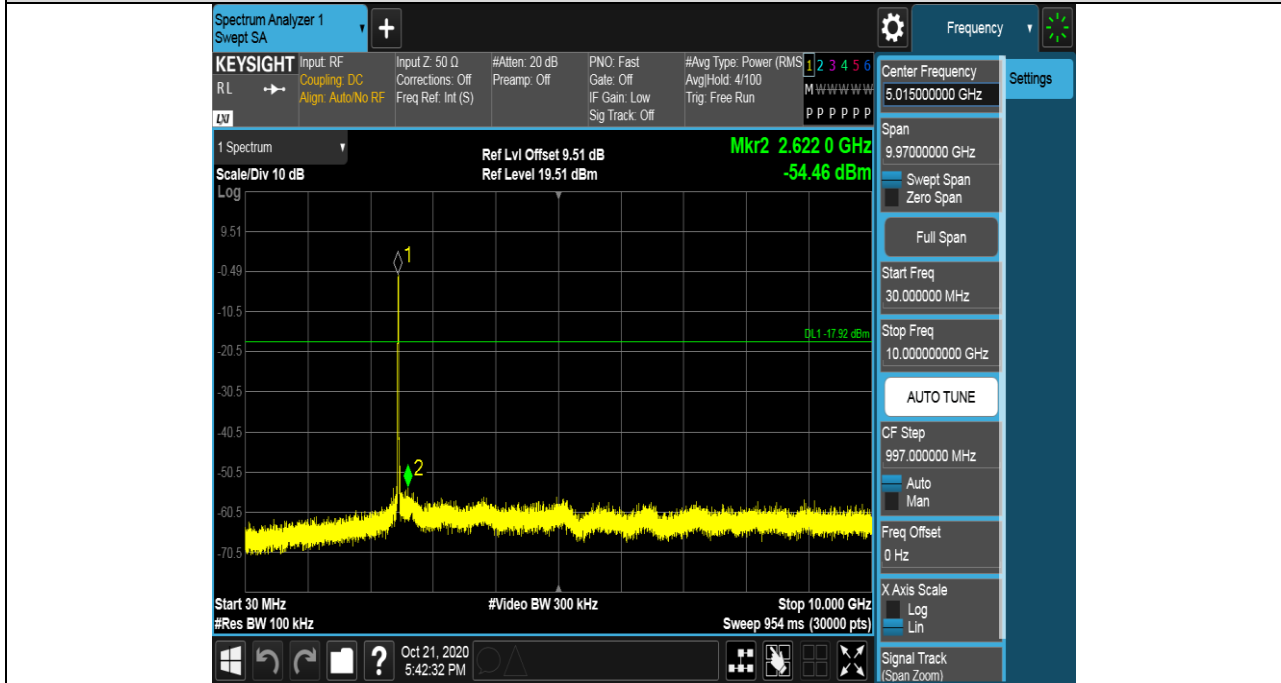 Spectrum Analyzer 1
Swept SA
+
Frequency
KEYSIGHT
RL
LXI
Input: RF
Coupling: DC
Align: Auto/No RF
Input Z: 50 Ω
Corrections: Off
Freq Ref: Int (S)
#Atten: 20 dB
Preamp: Off
PNO: Fast
Gate: Off
IF Gain: Low
Sig Track: Off
#Avg Type: Power (RMS
Avg|Hold: 4/100
Trig: Free Run
1 2 3 4 5 6
M W W W W W
P P P P P P
1 Spectrum
Scale/Div 10 dB
Log
Ref Lvl Offset 9.51 dB
Ref Level 19.51 dBm
Mkr2 2.622 0 GHz
-54.46 dBm
9.51
-0.49
-10.5
-20.5
-30.5
-40.5
-50.5
-60.5
-70.5
1
2
DL1 -17.92 dBm
Start 30 MHz
#Res BW 100 kHz
#Video BW 300 kHz
Stop 10.000 GHz
Sweep 954 ms (30000 pts)
?
Oct 21, 2020
5:42:32 PM
Center Frequency
5.015000000 GHz
Settings
Span
9.97000000 GHz
Swept Span
Zero Span
Full Span
Start Freq
30.000000 MHz
Stop Freq
10.000000000 GHz
AUTO TUNE
CF Step
997.000000 MHz
Auto
Man
Freq Offset
0 Hz
X Axis Scale
Log
Lin
Signal Track
(Span Zoom)